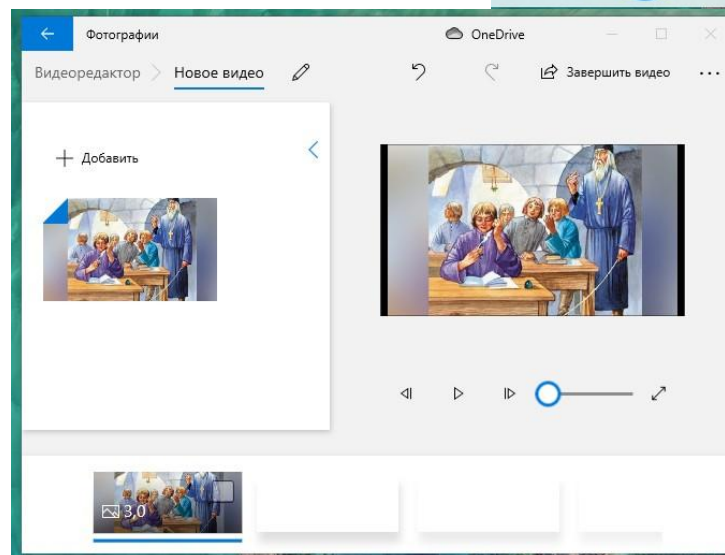 Фотографии
OneDrive
Видеоредактор
Новое видео
Завершить видео
Добавить
3,0